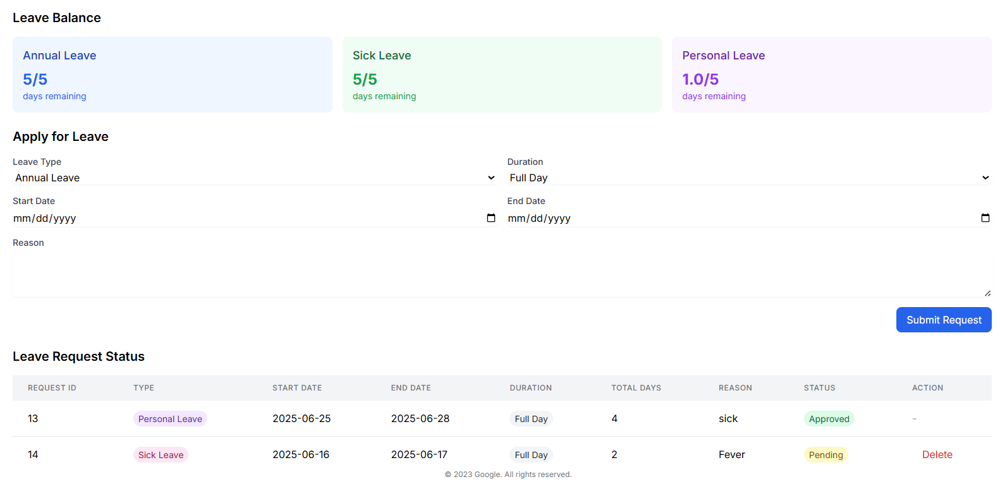 Leave Balance
Annual Leave
5/5
days remaining
Sick Leave
5/5
days remaining
Personal Leave
1.0/5
days remaining
Apply for Leave
Leave Type
Annual Leave
Duration
Full Day
Start Date
mm/dd/yyyy
End Date
mm/dd/yyyy
Reason
Submit Request
Leave Request Status
REQUEST ID TYPE START DATE END DATE DURATION TOTAL DAYS REASON STATUS ACTION
13 Personal Leave 2025-06-25 2025-06-28 Full Day 4 sick Approved -
14 Sick Leave 2025-06-16 2025-06-17 Full Day 2 Fever Pending Delete
© 2023 Google. All rights reserved.